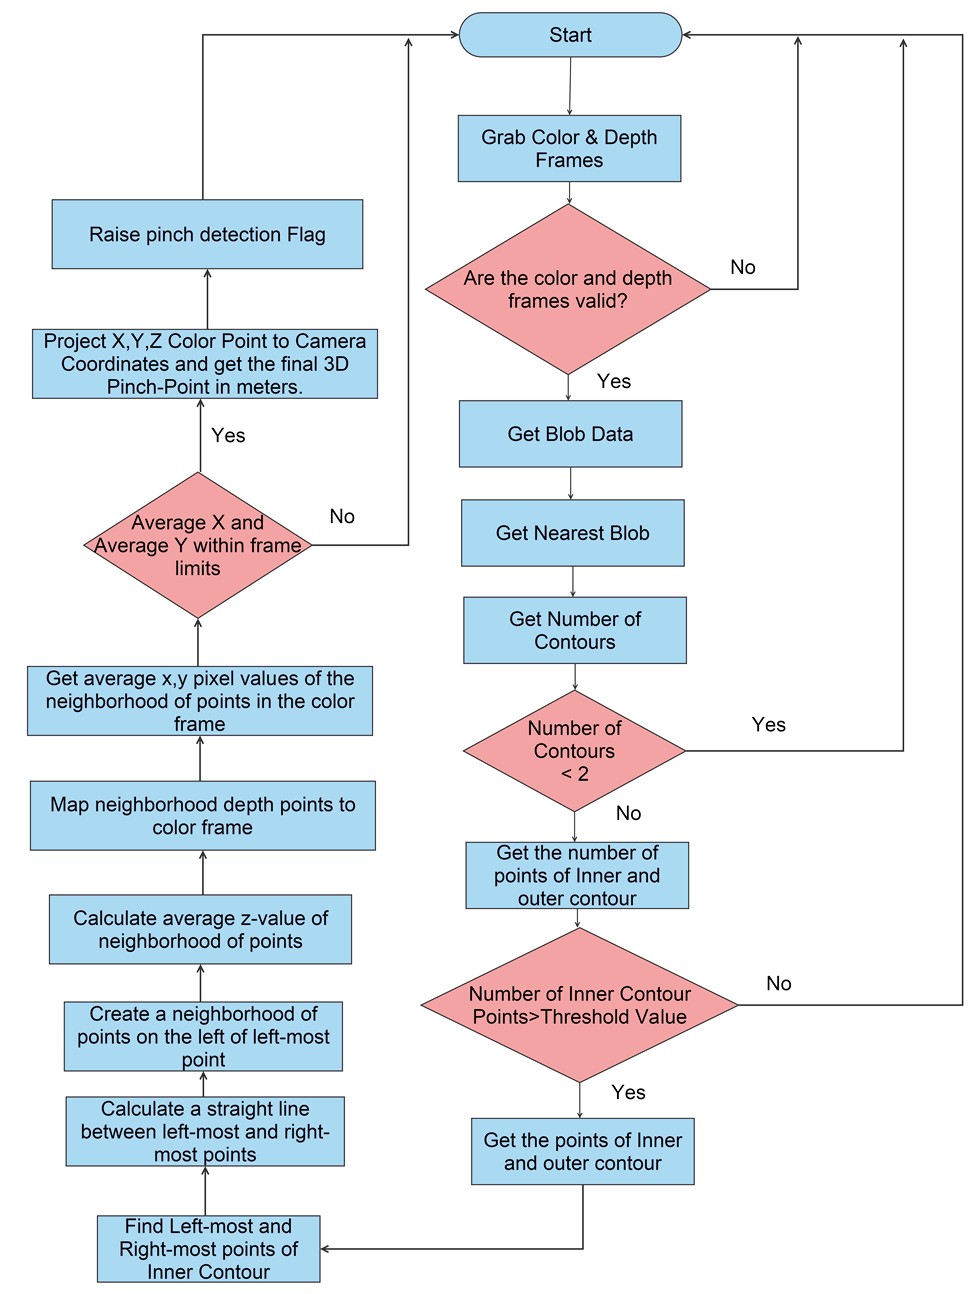 Start
Grab Color & Depth
Frames
Are the color and depth
frames valid?
No
Yes
Get Blob Data
Get Nearest Blob
Get Number of
Contours
Number of
Contours
< 2
Yes
No
Get the number of
points of Inner and
outer contour
Number of Inner Contour
Points>Threshold Value
No
Yes
Get the points of Inner
and outer contour
Find Left-most and
Right-most points of
Inner Contour
Calculate a straight line
between left-most and right-
most points
Create a neighborhood of
points on the left of left-most
point
Calculate average z-value of
neighborhood of points
Map neighborhood depth points to
color frame
Get average x,y pixel values of the
neighborhood of points in the color
frame
Average X and
Average Y within frame
limits
No
Yes
Project X,Y,Z Color Point to Camera
Coordinates and get the final 3D
Pinch-Point in meters.
Raise pinch detection Flag